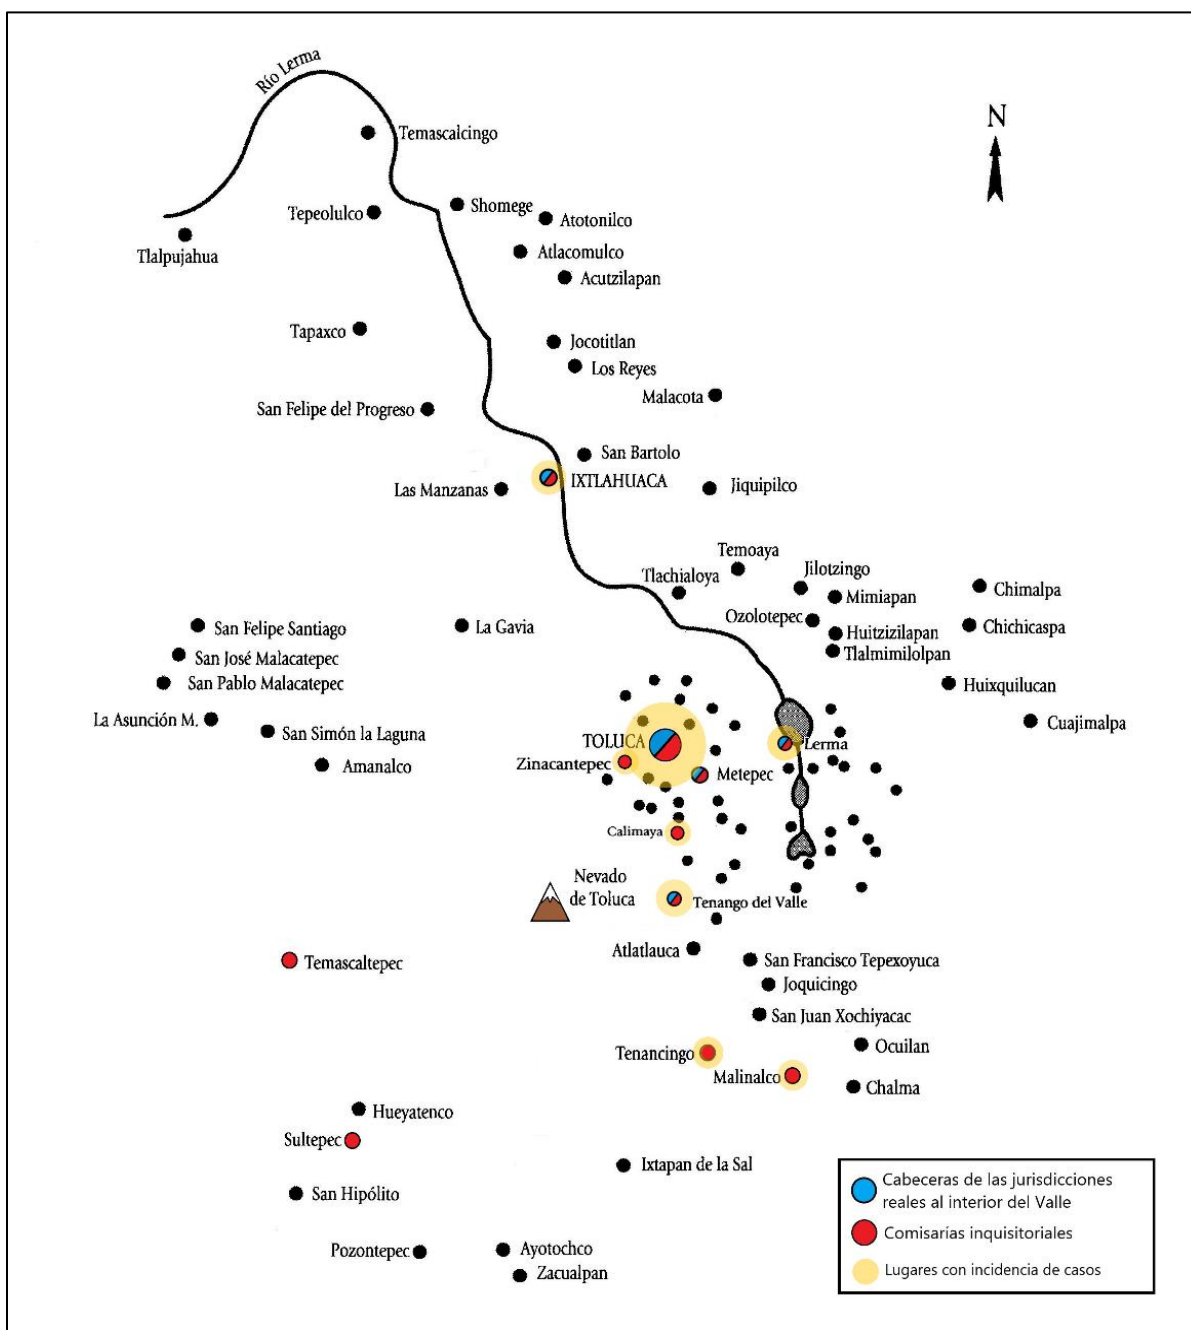 Río Lerma
N
Temascalcingo
Shomege
Tepeolulco
Atotonilco
Tlalpujahua
Atlacomulco
Acutzilapan
Tapaxco
Jocotitlan
Los Reyes
Malacota
San Felipe del Progreso
San Bartolo
IXTLAHUACA
Las Manzanas
Jiquipilco
Temoaya
Tlachialoya
Jilotzingo
Mimiapan
Chimalpa
Ozolotepec
San Felipe Santiago
La Gavia
Huitzizilapan
Chichicaspa
Tlalmimilolpan
San José Malacatepec
San Pablo Malacatepec
Huixquilucan
La Asunción M.
Cuajimalpa
San Simón la Laguna
TOLUCA
Lerma
Zinacantepec
Amanalco
Metepec
Calimaya
Nevado
de Toluca
Tenango del Valle
Atlatlauca
Temascaltepec
San Francisco Tepexoyuca
Joquicingo
San Juan Xochiyacac
Ocuilan
Tenancingo
Malinalco
Chalma
Hueyatenco
Sultepec
Ixtapan de la Sal
San Hipólito
Pozontepec
Ayotochco
Zacualpan
Cabeceras de las jurisdicciones
reales al interior del Valle
Comisarías inquisitoriales
Lugares con incidencia de casos